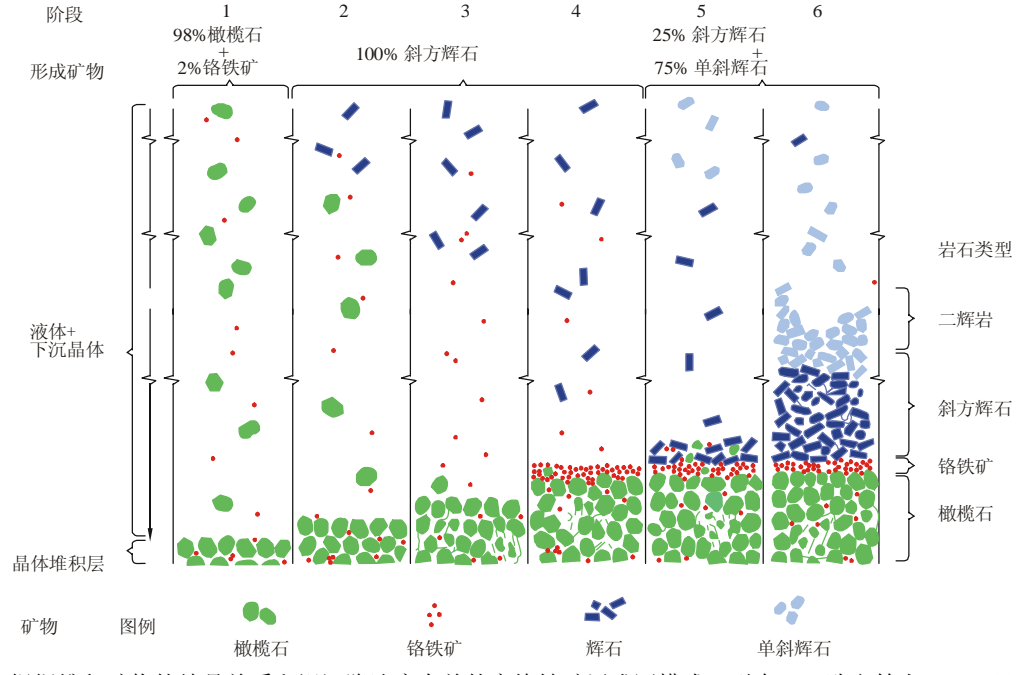 阶段 1 2 3 4 5 6
98%橄榄石
+
2%铬铁矿
100% 斜方辉石
25% 斜方辉石
+
75% 单斜辉石
形成矿物
液体+
下沉晶体
晶体堆积层
岩石类型
二辉岩
斜方辉石
铬铁矿
橄榄石
矿物 图例
橄榄石 铬铁矿 辉石 单斜辉石